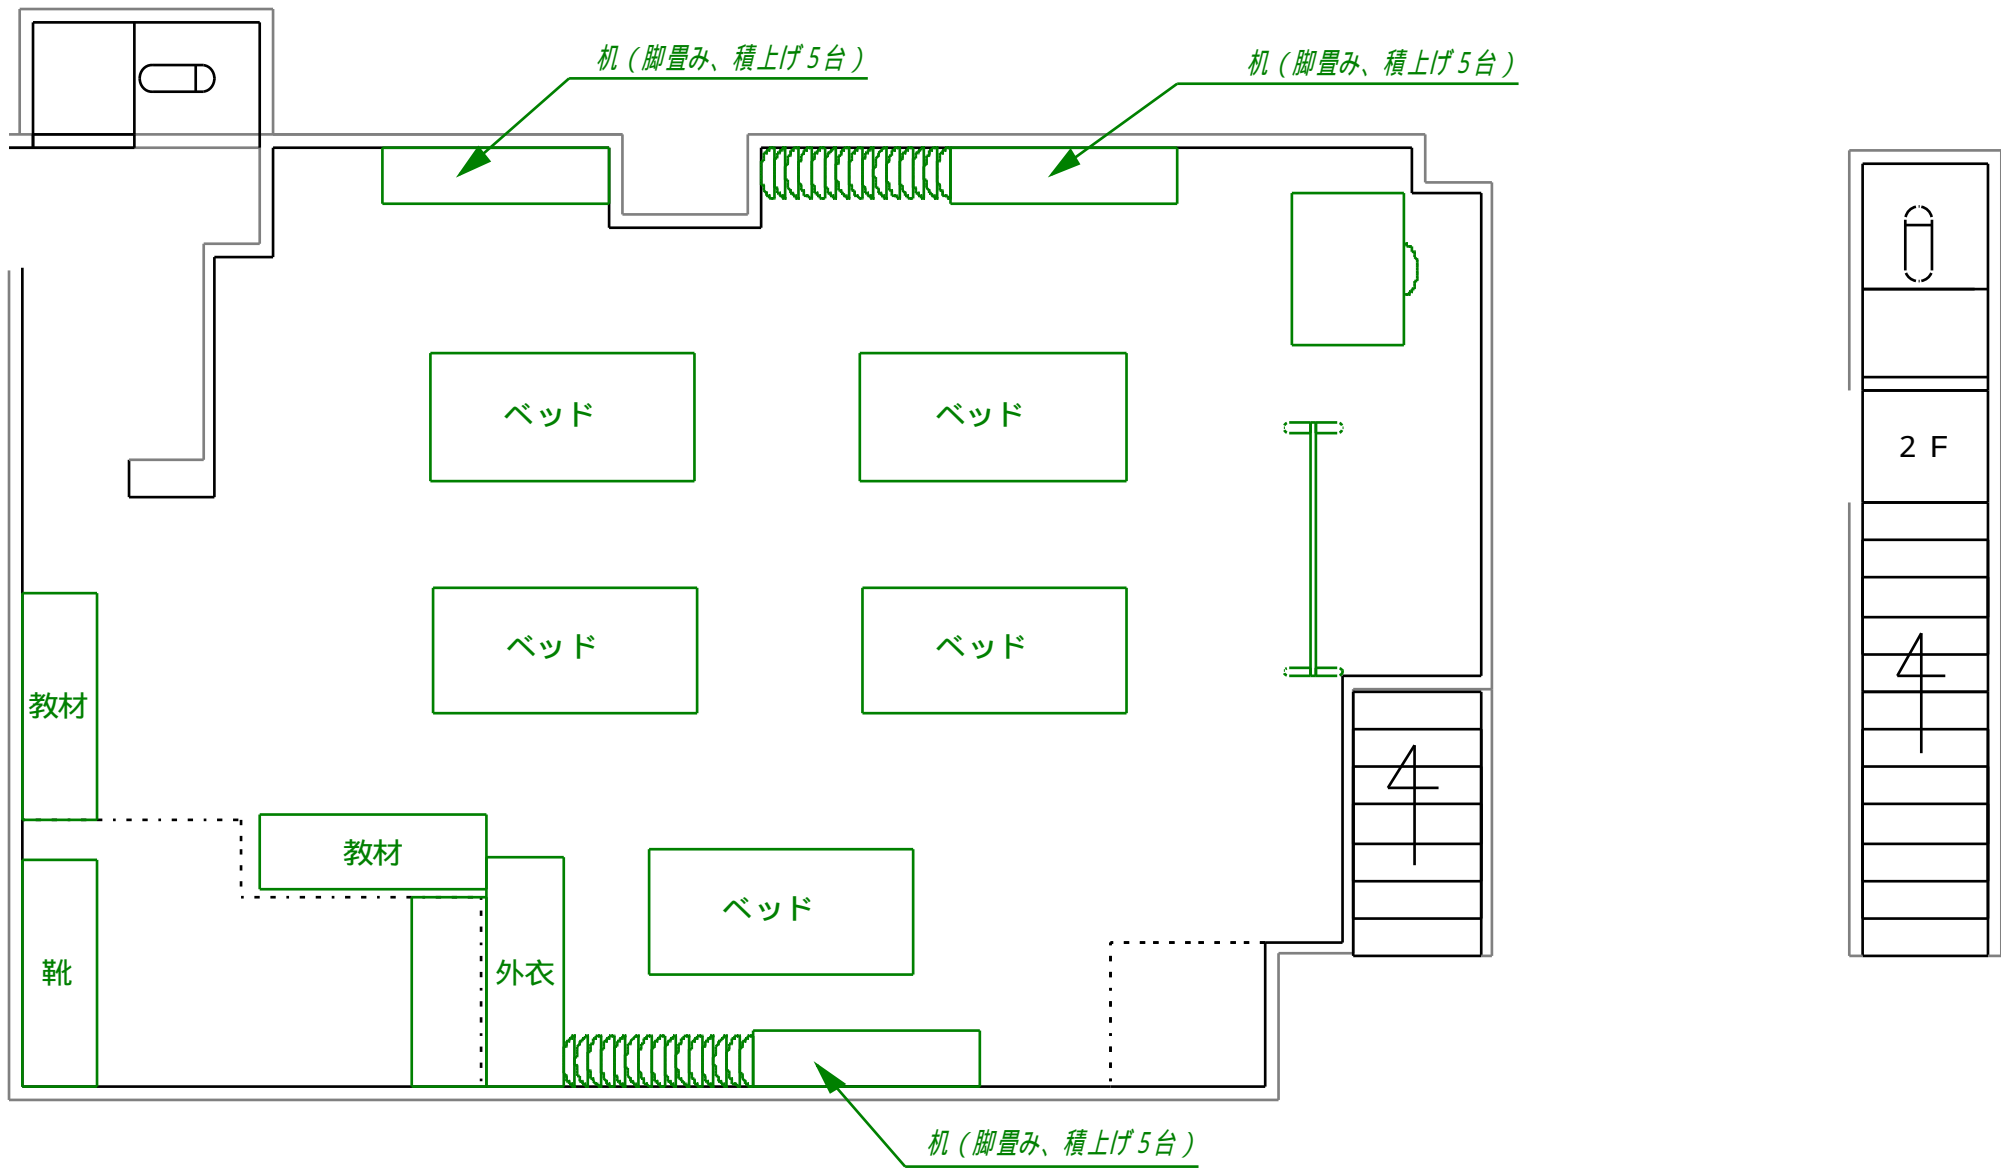 机（脚畳み、積上げ５台）
机（脚畳み、積上げ５台）
ベッド
ベッド
２Ｆ
ベッド
ベッド
教材
教材
ベッド
靴
外衣
机（脚畳み、積上げ５台）